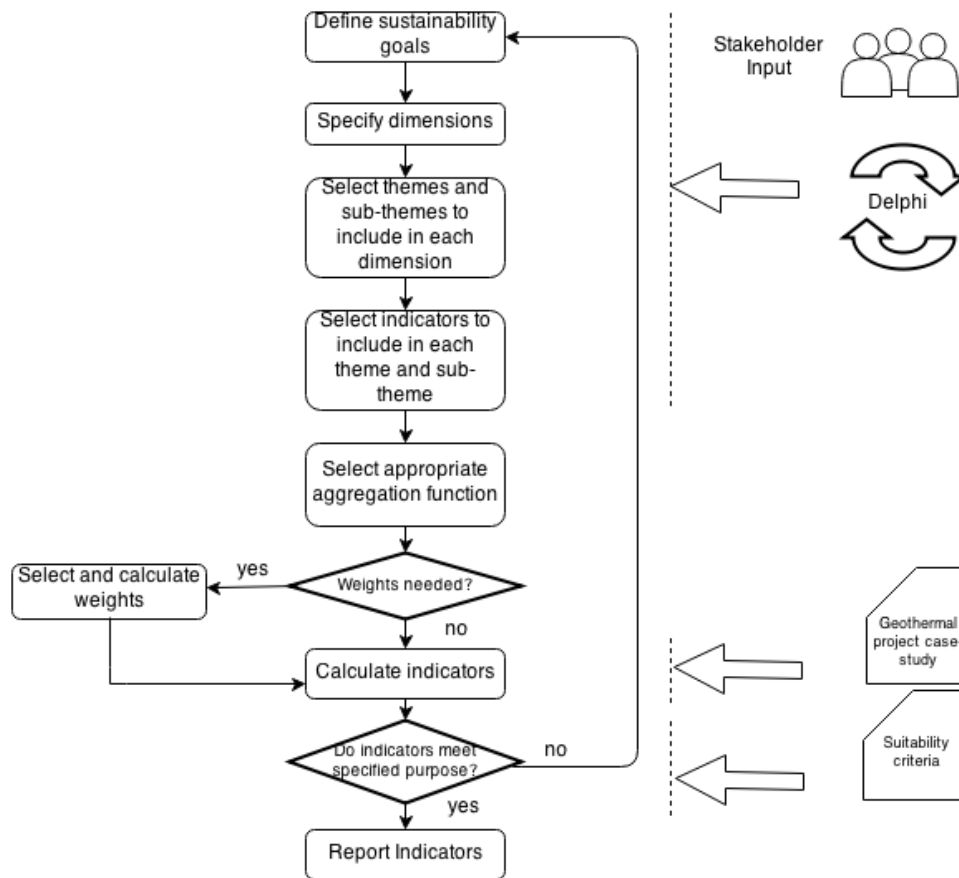 Define sustainability
goals
Specify dimensions
Select themes and
sub-themes to
include in each
dimension
Select indicators to
include in each
theme and sub-
theme
Select appropriate
aggregation function
Weights needed?
yes
Select and calculate
weights
no
Calculate indicators
Do indicators meet
specified purpose?
no
yes
Report Indicators
Stakeholder
Input
Delphi
Geothermal
project case-
study
Suitability
criteria